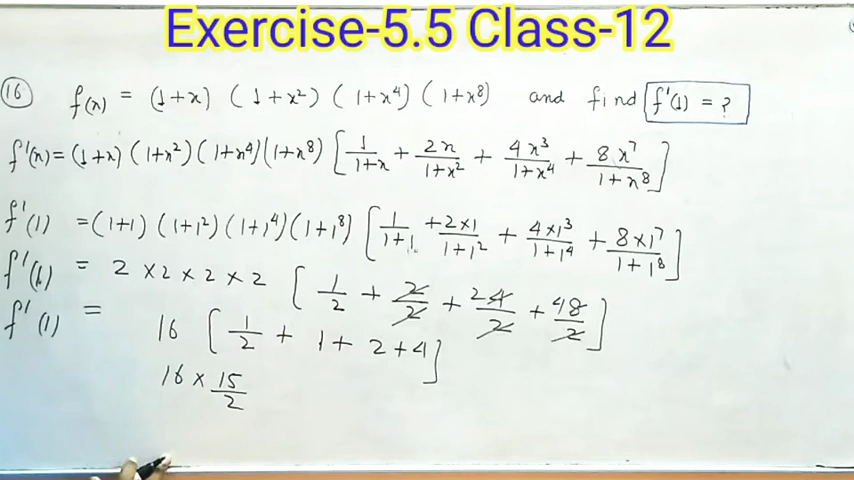 Exercise-5.5 Class-12
(16) f(x) = (1+x) (1+x²) (1+x⁴) (1+x⁸) and find f'(1) = ?
f'(x) = (1+x) (1+x²) (1+x⁴) (1+x⁸) [1/(1+x) + 2x/(1+x²) + 4x³/(1+x⁴) + 8x⁷/(1+x⁸)]
f'(1) = (1+1) (1+1²) (1+1⁴) (1+1⁸) [1/(1+1) + 2×1/(1+1²) + 4×1³/(1+1⁴) + 8×1⁷/(1+1⁸)]
f'(1) = 2 × 2 × 2 × 2 [1/2 + 2/2 + 2 4/2 + 4 8/2]
f'(1) = 16 [1/2 + 1 + 2 + 4]
16 × 15/2